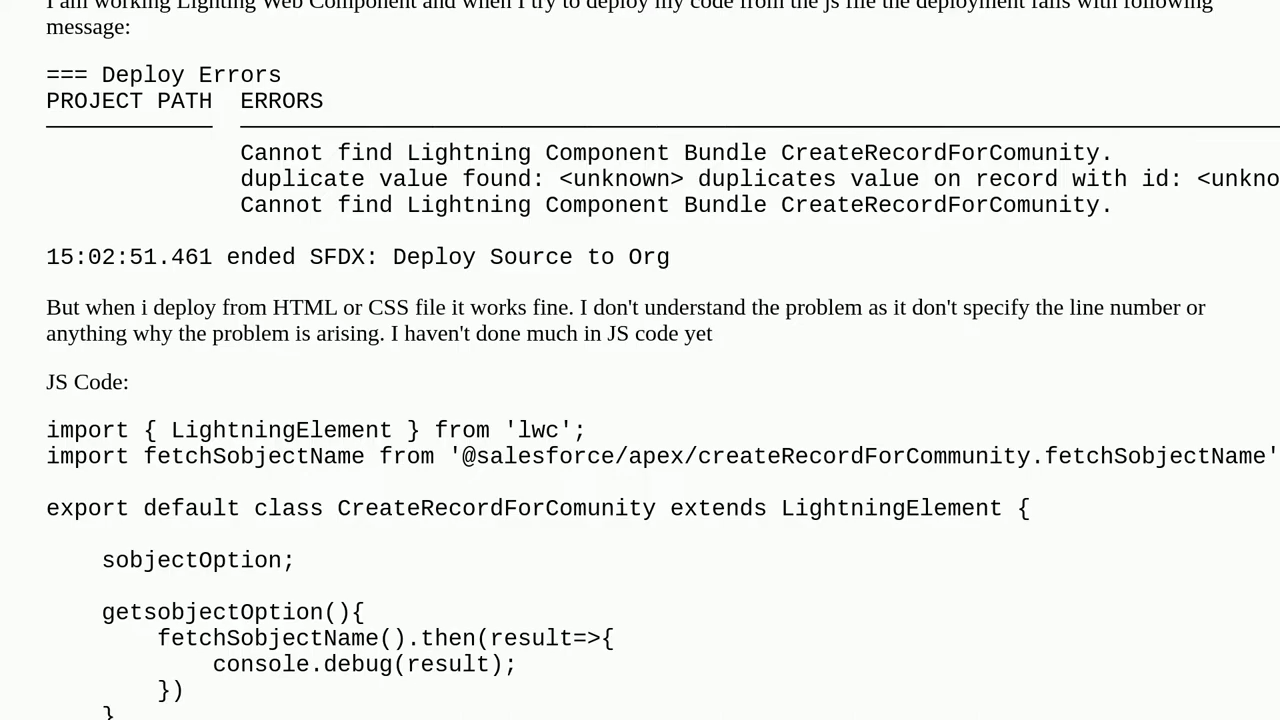 I am working Lighting Web Component and when I try to deploy my code from the js file the deployment fails with following
message:
=== Deploy Errors
PROJECT PATH  ERRORS
Cannot find Lightning Component Bundle CreateRecordForComunity.
duplicate value found: <unknown> duplicates value on record with id: <unkno
Cannot find Lightning Component Bundle CreateRecordForComunity.
15:02:51.461 ended SFDX: Deploy Source to Org
But when i deploy from HTML or CSS file it works fine. I don't understand the problem as it don't specify the line number or
anything why the problem is arising. I haven't done much in JS code yet
JS Code:
import { LightningElement } from 'lwc';
import fetchSobjectName from '@salesforce/apex/createRecordForCommunity.fetchSobjectName'
export default class CreateRecordForComunity extends LightningElement {
sobjectOption;
getsobjectOption(){
fetchSobjectName().then(result=>{
console.debug(result);
})
}